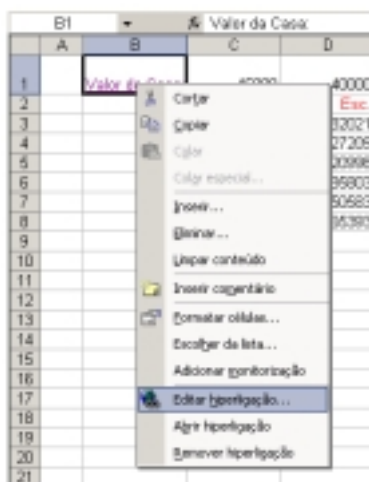 B1 Valor da Casa:
A B C D
1 Valor da Casa 40000
2 Esc.
3
4
5
6
7
8
9
10
11
12
13
14
15
16
17
18
19
20
21
Cortar
Copiar
Colar
Colar especial...
Inserir...
Eliminar...
Limpar conteúdo
Inserir comentário
Formatar células...
Escolher da lista...
Adicionar monitorização
Editar hiperligação...
Abrir hiperligação
Remover hiperligação